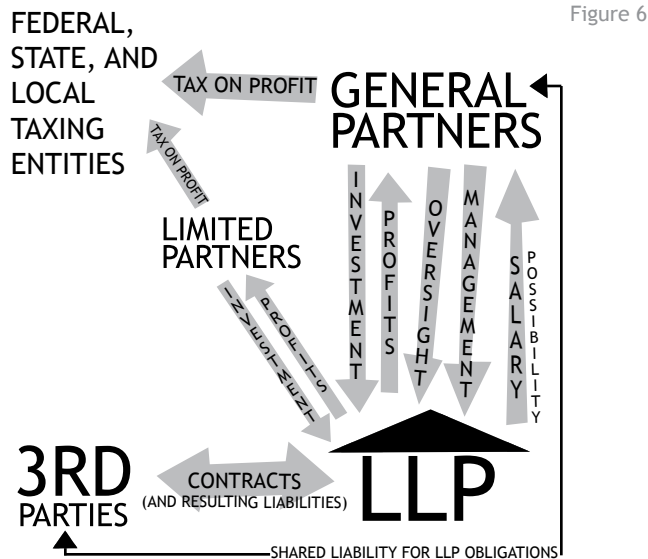 Figure 6
FEDERAL,
STATE, AND
LOCAL
TAXING
ENTITIES
TAX ON PROFIT
GENERAL
PARTNERS
TAX ON PROFIT
LIMITED
PARTNERS
INVESTMENT
PROFITS
INVESTMENT
PROFITS
OVERSIGHT
MANAGEMENT
SALARY
POSSIBILITY
3RD
PARTIES
CONTRACTS
(AND RESULTING LIABILITIES)
LLP
SHARED LIABILITY FOR LLP OBLIGATIONS